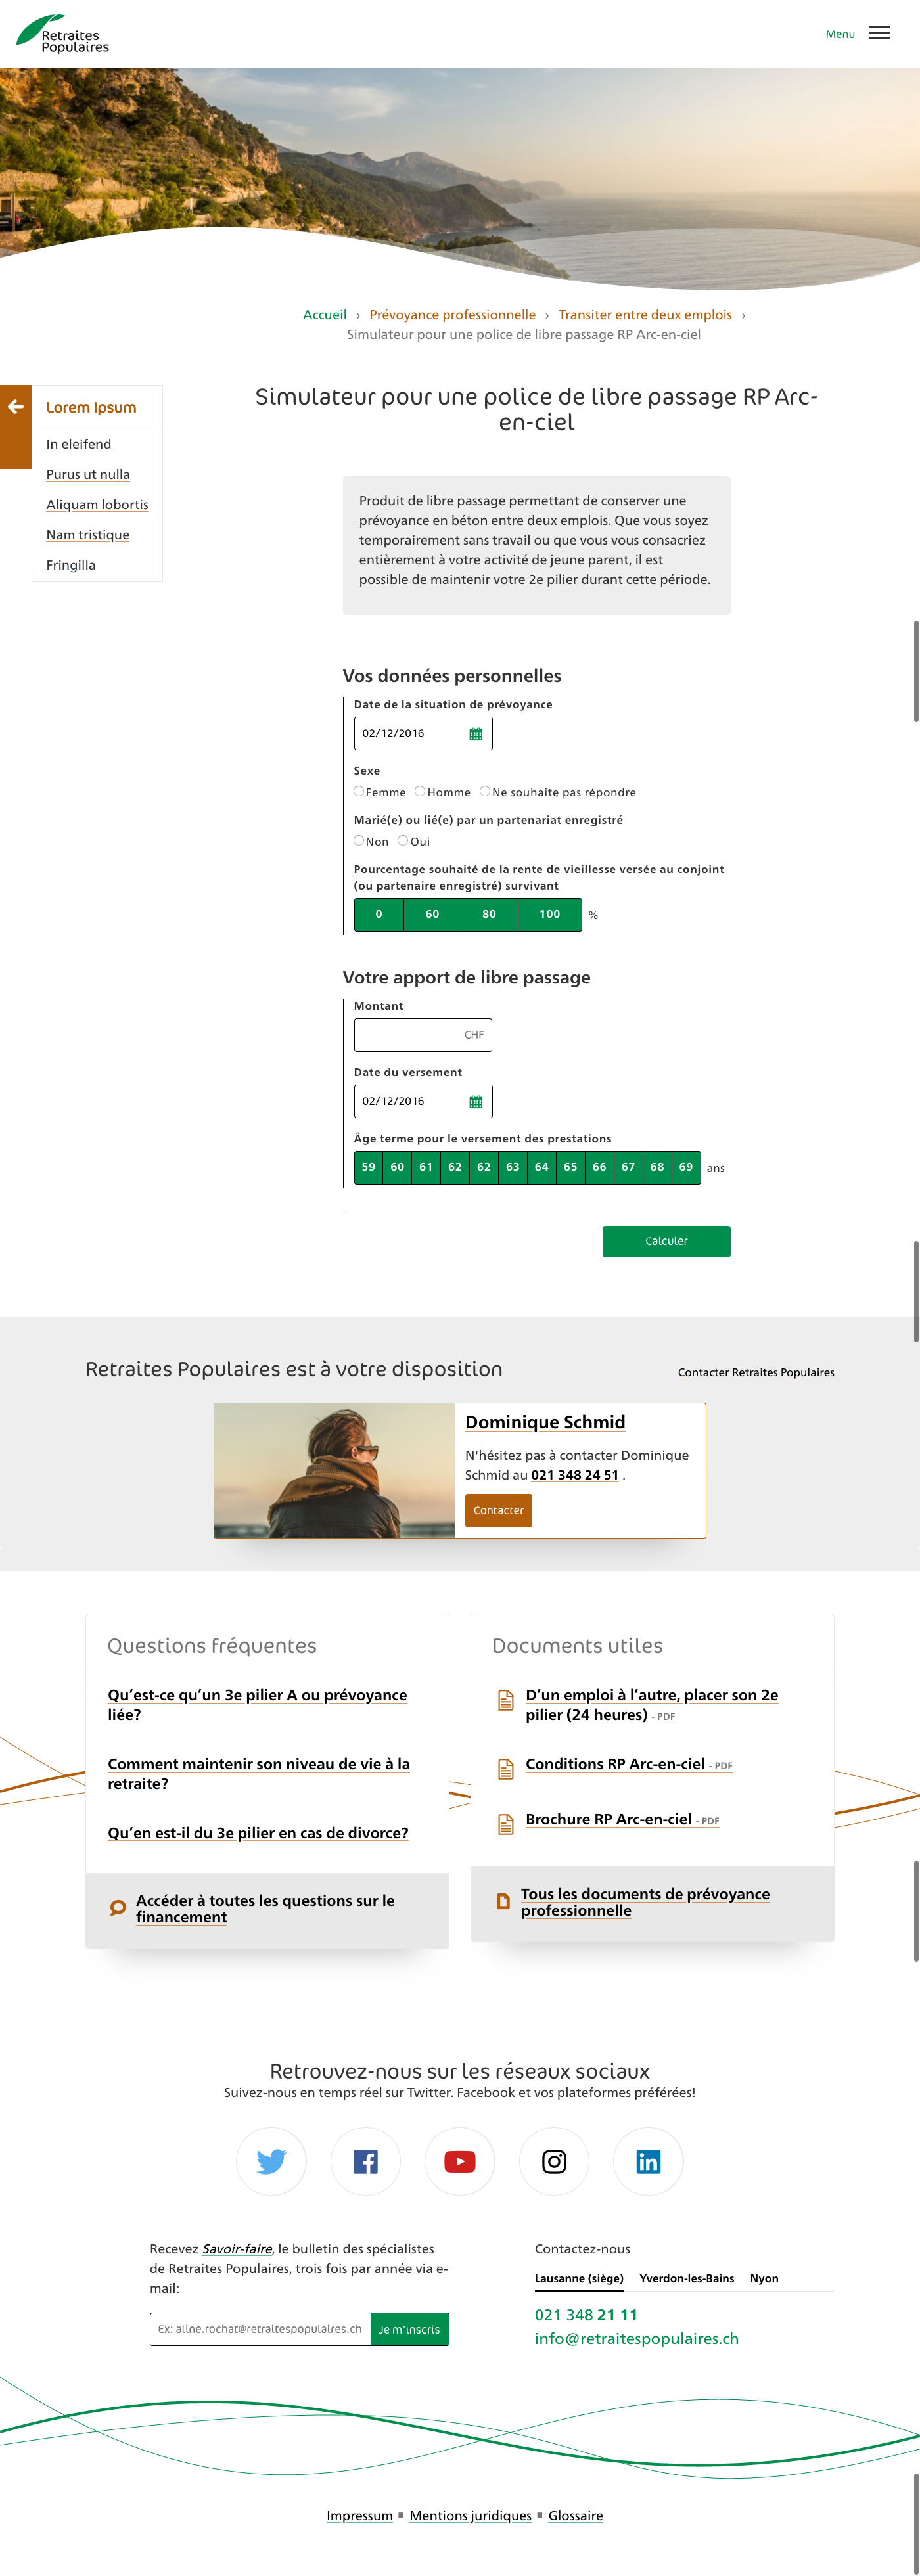 Retraites
Populaires
Menu
Accueil › Prévoyance professionnelle › Transiter entre deux emplois ›
Simulateur pour une police de libre passage RP Arc-en-ciel
Lorem Ipsum
In eleifend
Purus ut nulla
Aliquam lobortis
Nam tristique
Fringilla
Simulateur pour une police de libre passage RP Arc-
en-ciel
Produit de libre passage permettant de conserver une
prévoyance en béton entre deux emplois. Que vous soyez
temporairement sans travail ou que vous vous consacriez
entièrement à votre activité de jeune parent, il est
possible de maintenir votre 2e pilier durant cette période.
Vos données personnelles
Date de la situation de prévoyance
02/12/2016
Sexe
Femme Homme Ne souhaite pas répondre
Marié(e) ou lié(e) par un partenariat enregistré
Non Oui
Pourcentage souhaité de la rente de vieillesse versée au conjoint
(ou partenaire enregistré) survivant
0 60 80 100 %
Votre apport de libre passage
Montant
CHF
Date du versement
02/12/2016
Âge terme pour le versement des prestations
59 60 61 62 62 63 64 65 66 67 68 69 ans
Calculer
Retraites Populaires est à votre disposition
Contacter Retraites Populaires
Dominique Schmid
N'hésitez pas à contacter Dominique
Schmid au 021 348 24 51 .
Contacter
Questions fréquentes
Qu’est-ce qu’un 3e pilier A ou prévoyance
liée?
Comment maintenir son niveau de vie à la
retraite?
Qu’en est-il du 3e pilier en cas de divorce?
Accéder à toutes les questions sur le
financement
Documents utiles
D’un emploi à l’autre, placer son 2e
pilier (24 heures) - PDF
Conditions RP Arc-en-ciel - PDF
Brochure RP Arc-en-ciel - PDF
Tous les documents de prévoyance
professionnelle
Retrouvez-nous sur les réseaux sociaux
Suivez-nous en temps réel sur Twitter. Facebook et vos plateformes préférées!
Recevez Savoir-faire, le bulletin des spécialistes
de Retraites Populaires, trois fois par année via e-
mail:
Ex: aline.rochat@retraitespopulaires.ch Je m'inscris
Contactez-nous
Lausanne (siège) Yverdon-les-Bains Nyon
021 348 21 11
info@retraitespopulaires.ch
Impressum Mentions juridiques Glossaire